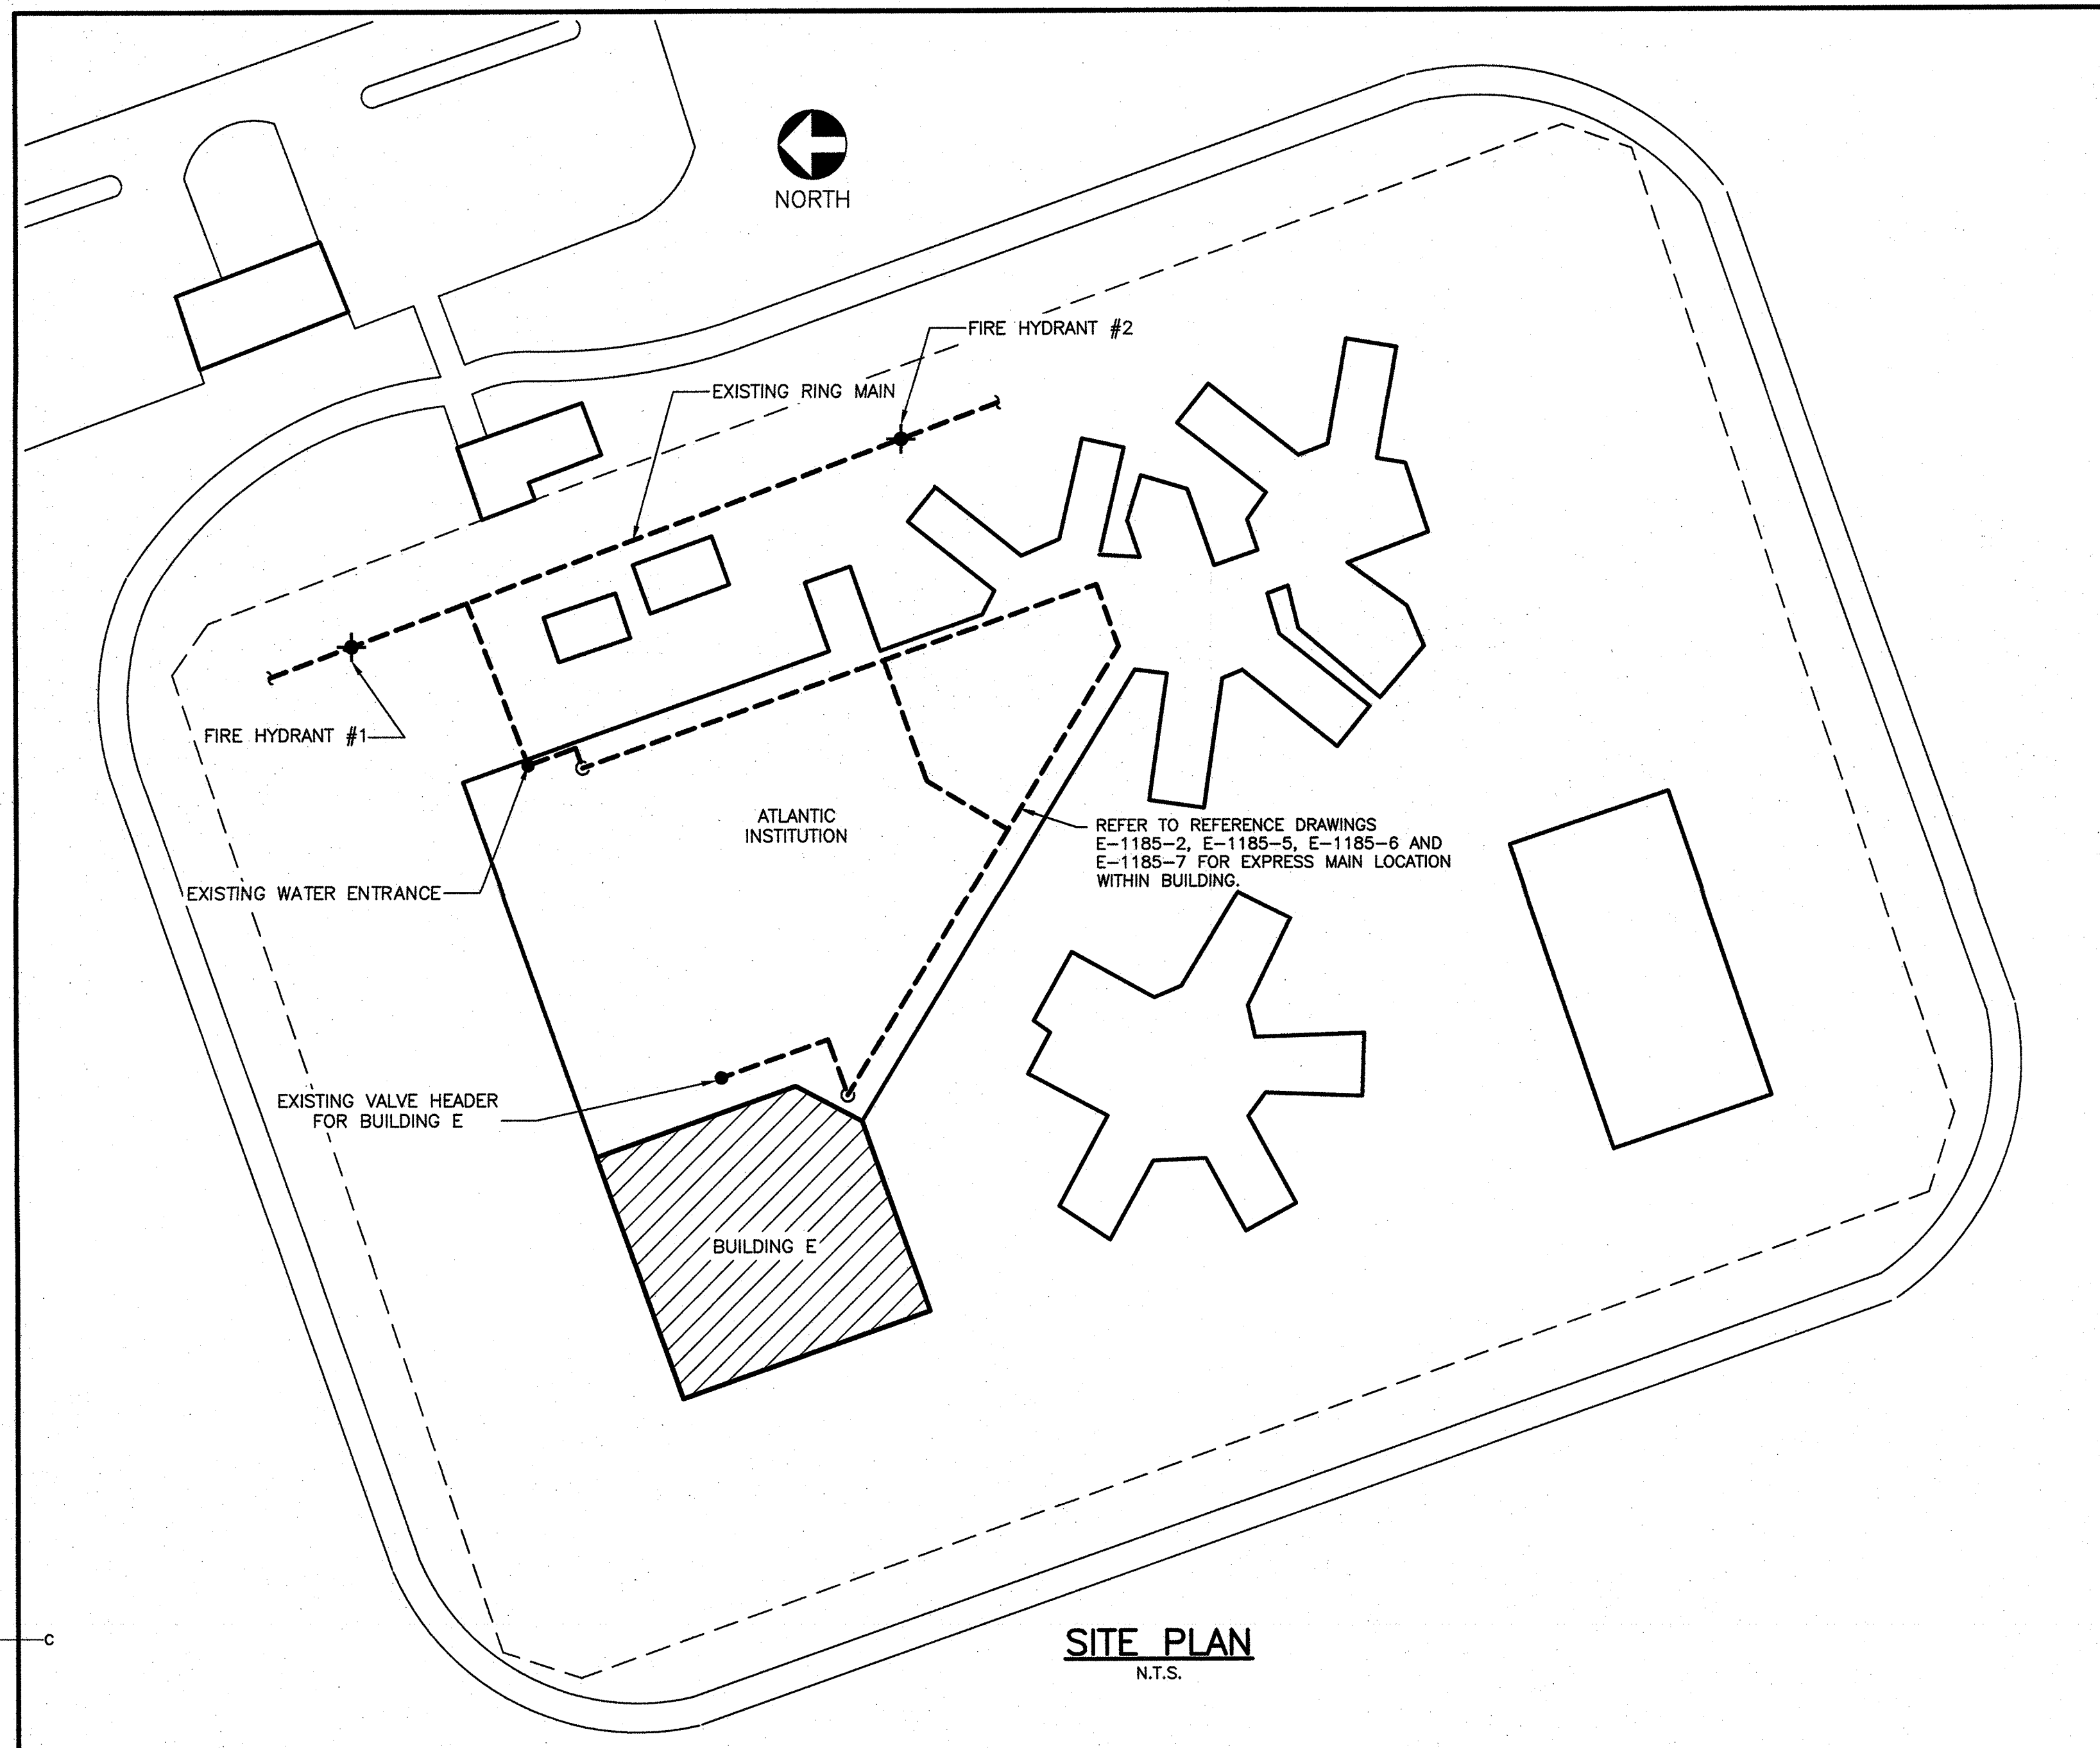 NORTH
FIRE HYDRANT #2
EXISTING RING MAIN
FIRE HYDRANT #1
ATLANTIC
INSTITUTION
REFER TO REFERENCE DRAWINGS
E-1185-2, E-1185-5, E-1185-6 AND
E-1185-7 FOR EXPRESS MAIN LOCATION
WITHIN BUILDING.
EXISTING WATER ENTRANCE
EXISTING VALVE HEADER
FOR BUILDING E
BUILDING E
C
SITE PLAN
N.T.S.